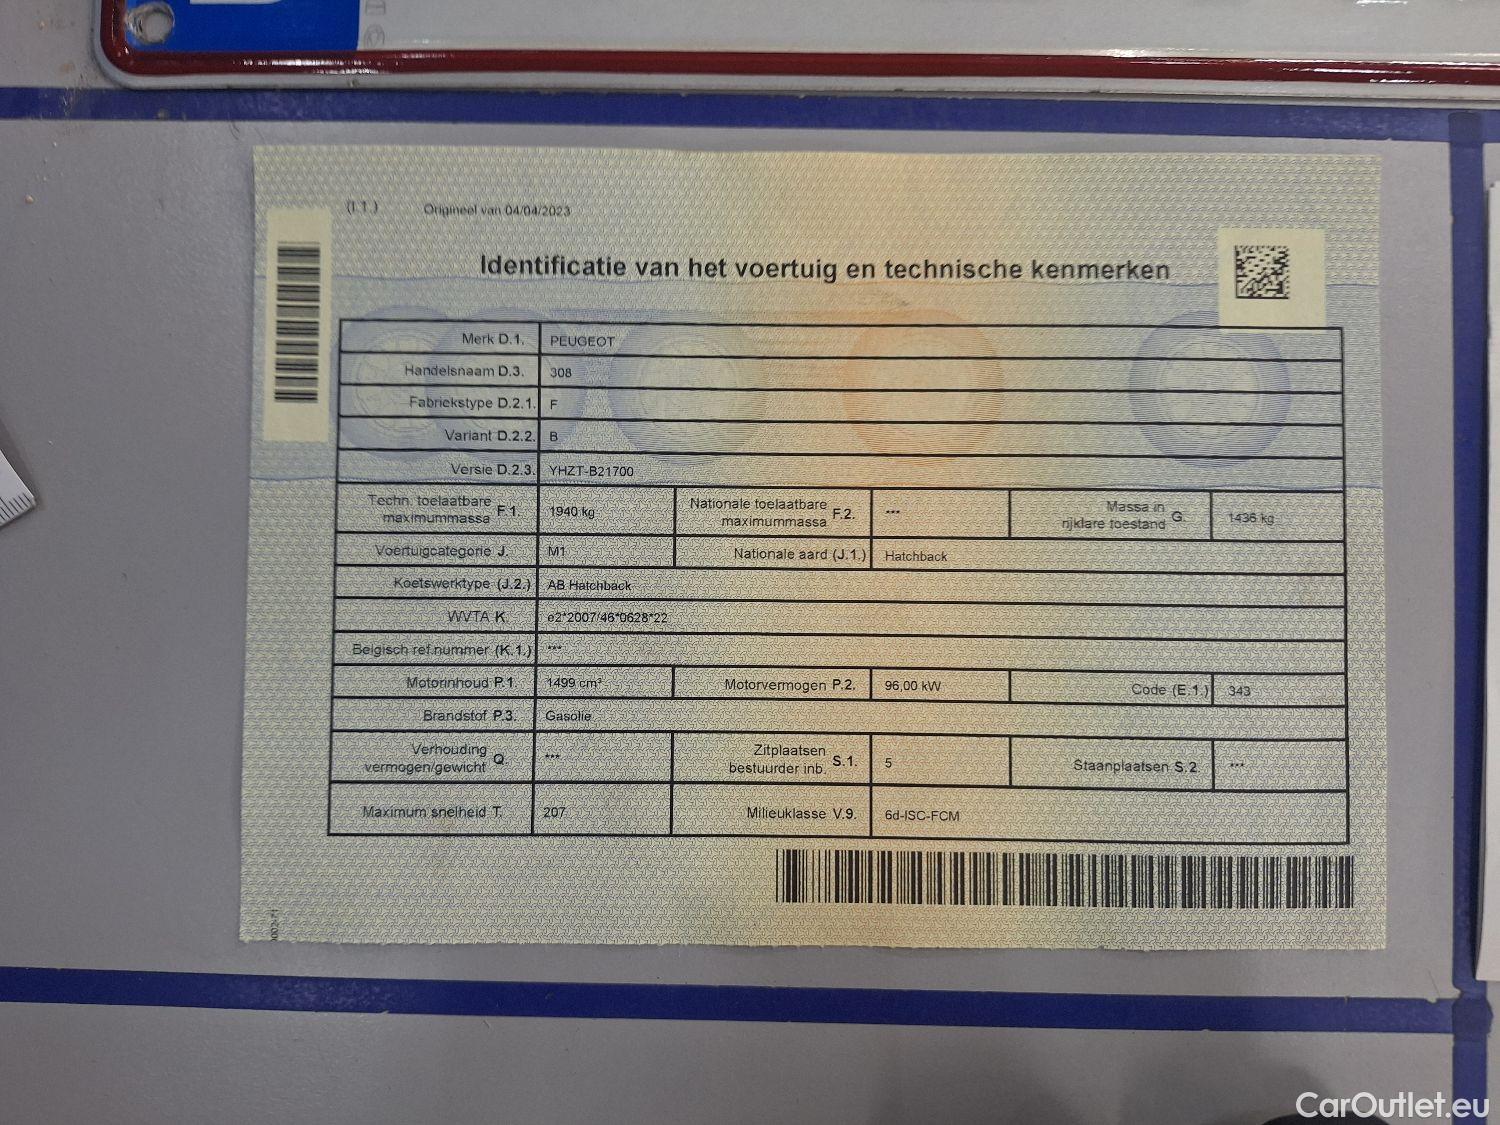 (I.1.) Origineel van 04/04/2023
Identificatie van het voertuig en technische kenmerken
Merk D.1. PEUGEOT
Handelsnaam D.3. 308
Fabriekstype D.2.1. F
Variant D.2.2. B
Versie D.2.3. YHZT-B21700
Techn. toelaatbare maximummassa F.1. 1940 kg Nationale toelaatbare maximummassa F.2. *** Massa in rijklare toestand G. 1436 kg
Voertuigcategorie J. M1 Nationale aard (J.1.) Hatchback
Koetswerktype (J.2.) AB Hatchback
WVTA K. e2*2007/46*0628*22
Belgisch ref.nummer (K.1.) ***
Motorinhoud P.1. 1499 cm³ Motorvermogen P.2. 96,00 kW Code (E.1.) 343
Brandstof P.3. Gasolie
Verhouding vermogen/gewicht Q. *** Zitplaatsen bestuurder inb. S.1. 5 Staanplaatsen S.2. ***
Maximum snelheid T. 207 Milieuklasse V.9. 6d-ISC-FCM
CarOutlet.eu